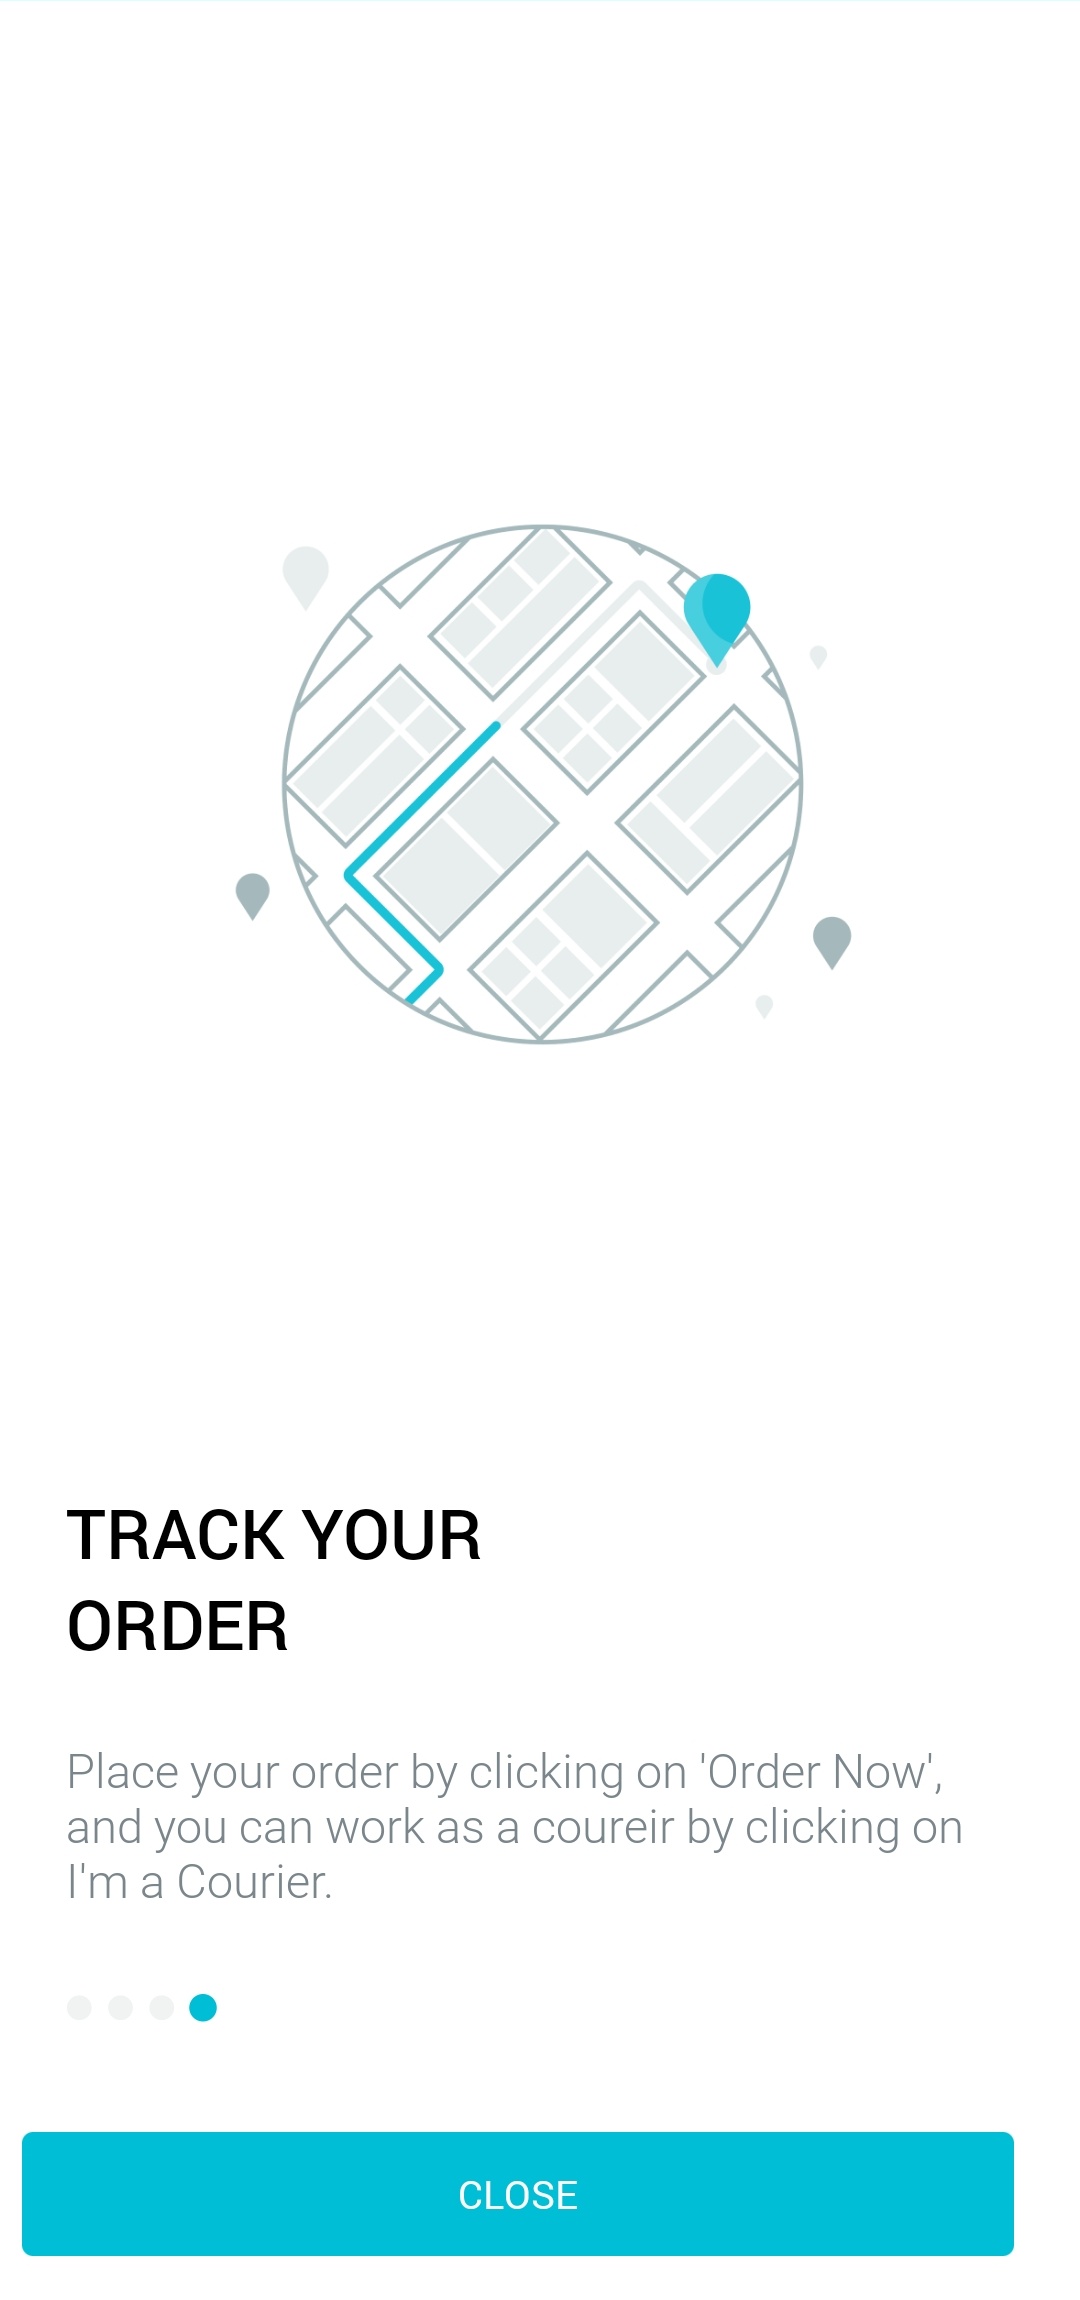 TRACK YOUR
ORDER
Place your order by clicking on 'Order Now',
and you can work as a coureir by clicking on
I'm a Courier.
CLOSE